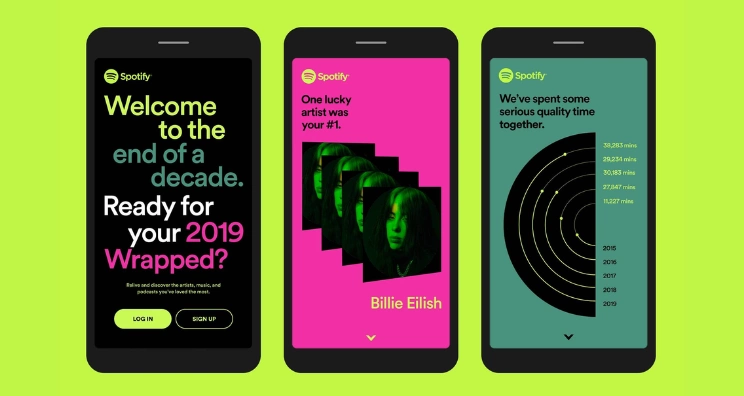 Spotify
Welcome
to the
end of a
decade.
Ready for
your 2019
Wrapped?
Relive and discover the artists, music, and
podcasts you've loved the most.
LOG IN
SIGN UP
Spotify
One lucky
artist was
your #1.
Billie Eilish
Spotify
We've spent some
serious quality time
together.
39,293 mins
29,234 mins
30,183 mins
27,947 mins
11,227 mins
2015
2016
2017
2018
2019